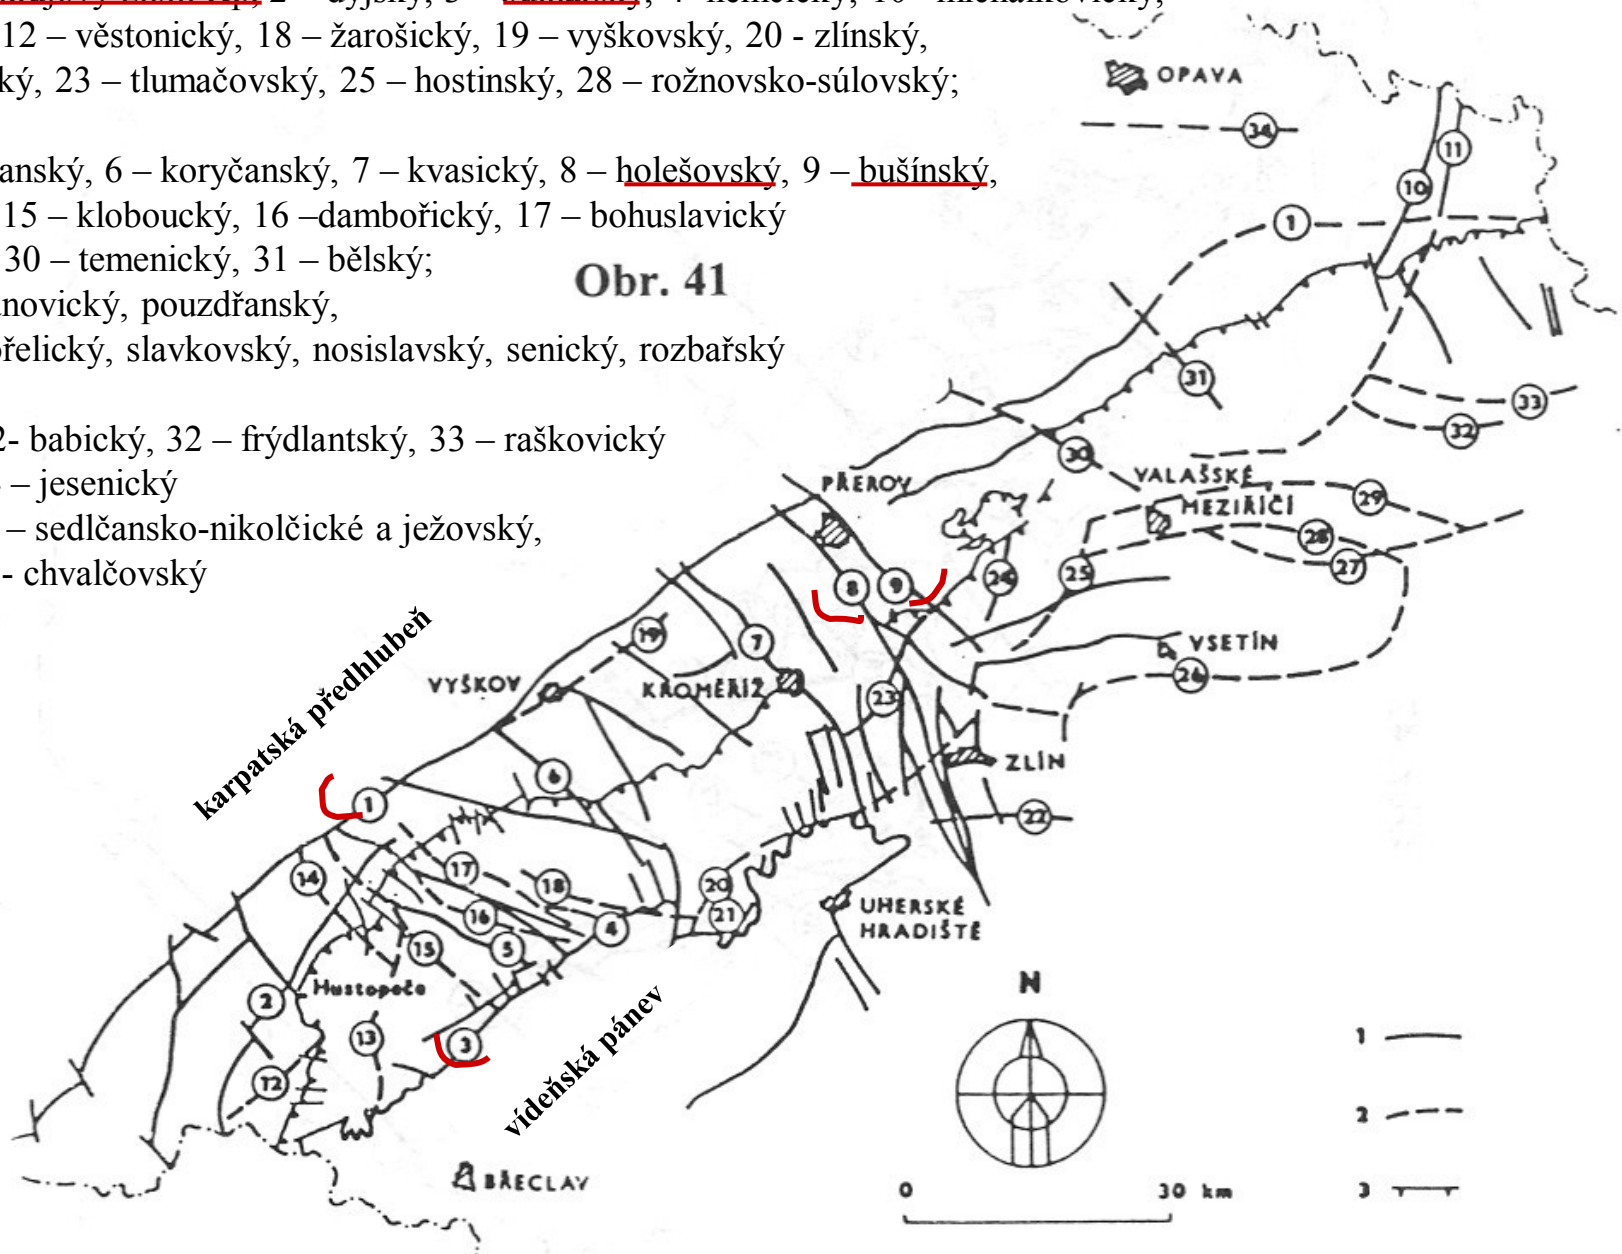 2 – dyjský, 3
12 – věstonický, 18 – žarošický, 19 – vyškovský, 20 - zlínský,
ký, 23 – tlumačovský, 25 – hostinský, 28 – rožnovsko-súlovský;
anský, 6 – koryčanský, 7 – kvasický, 8 – holešovský, 9 – bušínský,
15 – kloboucký, 16 –dambořický, 17 – bohuslavický
30 – temenický, 31 – bělský;
novický, pouzdřanský,
ořelický, slavkovský, nosislavský, senický, rozbařský
2- babický, 32 – frýdlantský, 33 – raškovický
– jesenický
– sedlčansko-nikolčické a ježovský,
- chvalčovský
Obr. 41
OPAVA
34
11
10
1
31
33
32
30
PŘEROV
VALAŠSKÉ
MEZIŘÍČÍ
29
28
27
8
9
24
25
19
7
VSETÍN
26
VYŠKOV
KROMĚŘÍŽ
23
karpatská předhlubeň
6
ZLÍN
1
22
14
17
18
20
21
16
4
15
5
UHERSKÉ
HRADIŠTĚ
Hustopeče
2
13
3
12
vídeňská pánev
BŘECLAV
N
0 30 km
1
2
3